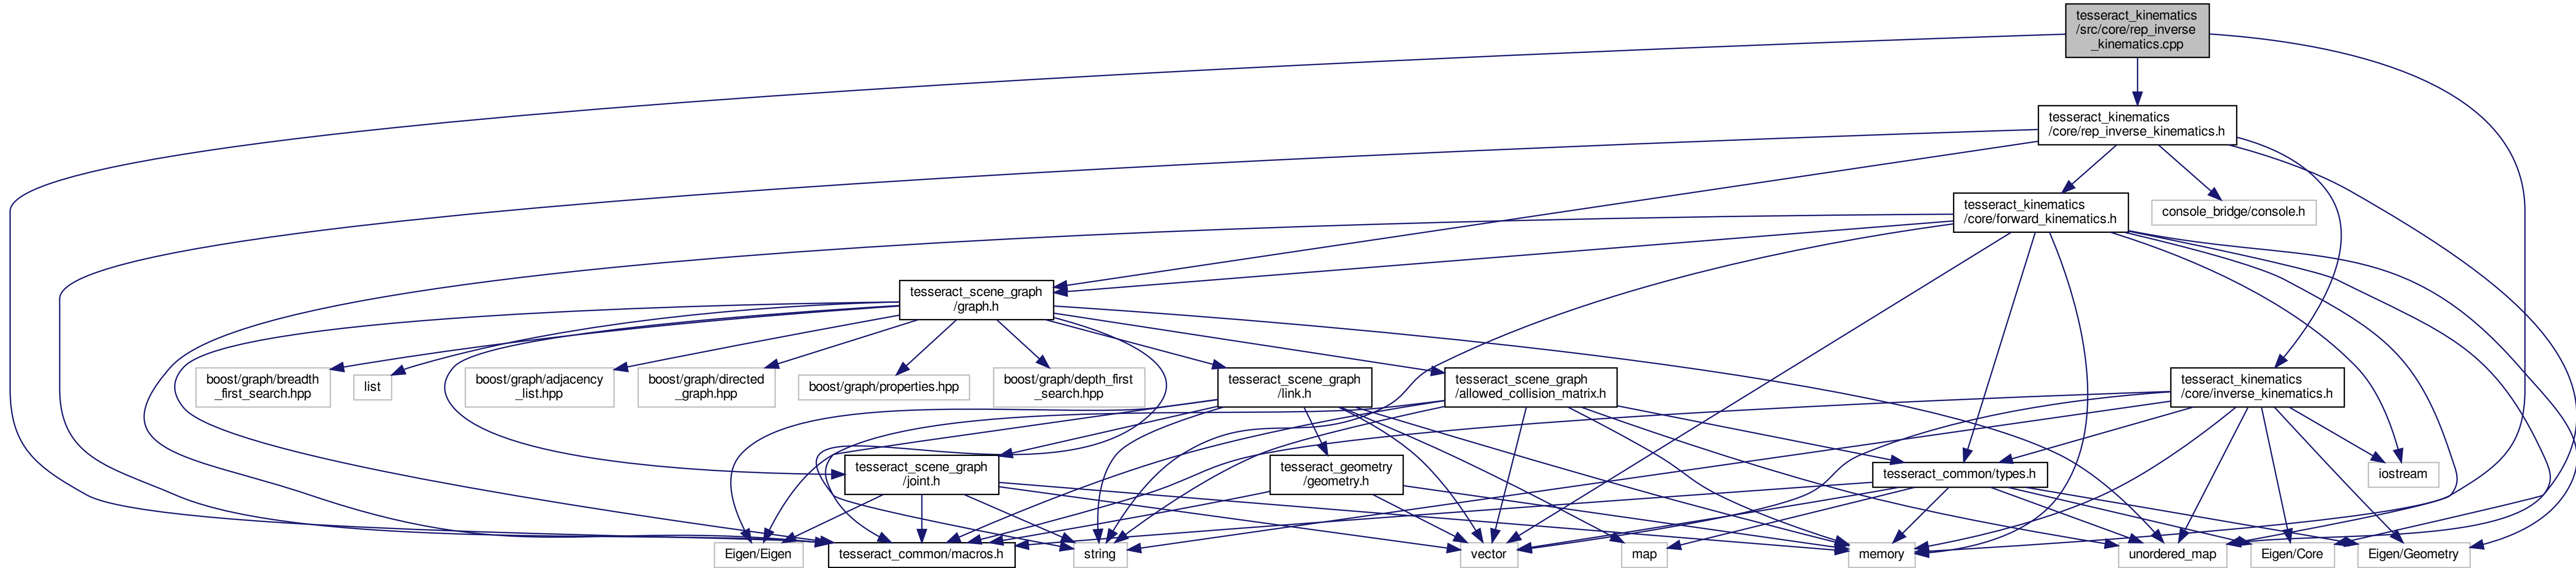 tesseract_kinematics
/src/core/rep_inverse
_kinematics.cpp
tesseract_kinematics
/core/rep_inverse_kinematics.h
tesseract_kinematics
/core/forward_kinematics.h
console_bridge/console.h
tesseract_scene_graph
/graph.h
boost/graph/breadth
_first_search.hpp
list
boost/graph/adjacency
_list.hpp
boost/graph/directed
_graph.hpp
boost/graph/properties.hpp
boost/graph/depth_first
_search.hpp
tesseract_scene_graph
/link.h
tesseract_scene_graph
/allowed_collision_matrix.h
tesseract_kinematics
/core/inverse_kinematics.h
tesseract_scene_graph
/joint.h
tesseract_geometry
/geometry.h
tesseract_common/types.h
iostream
Eigen/Eigen
tesseract_common/macros.h
string
vector
map
memory
unordered_map
Eigen/Core
Eigen/Geometry